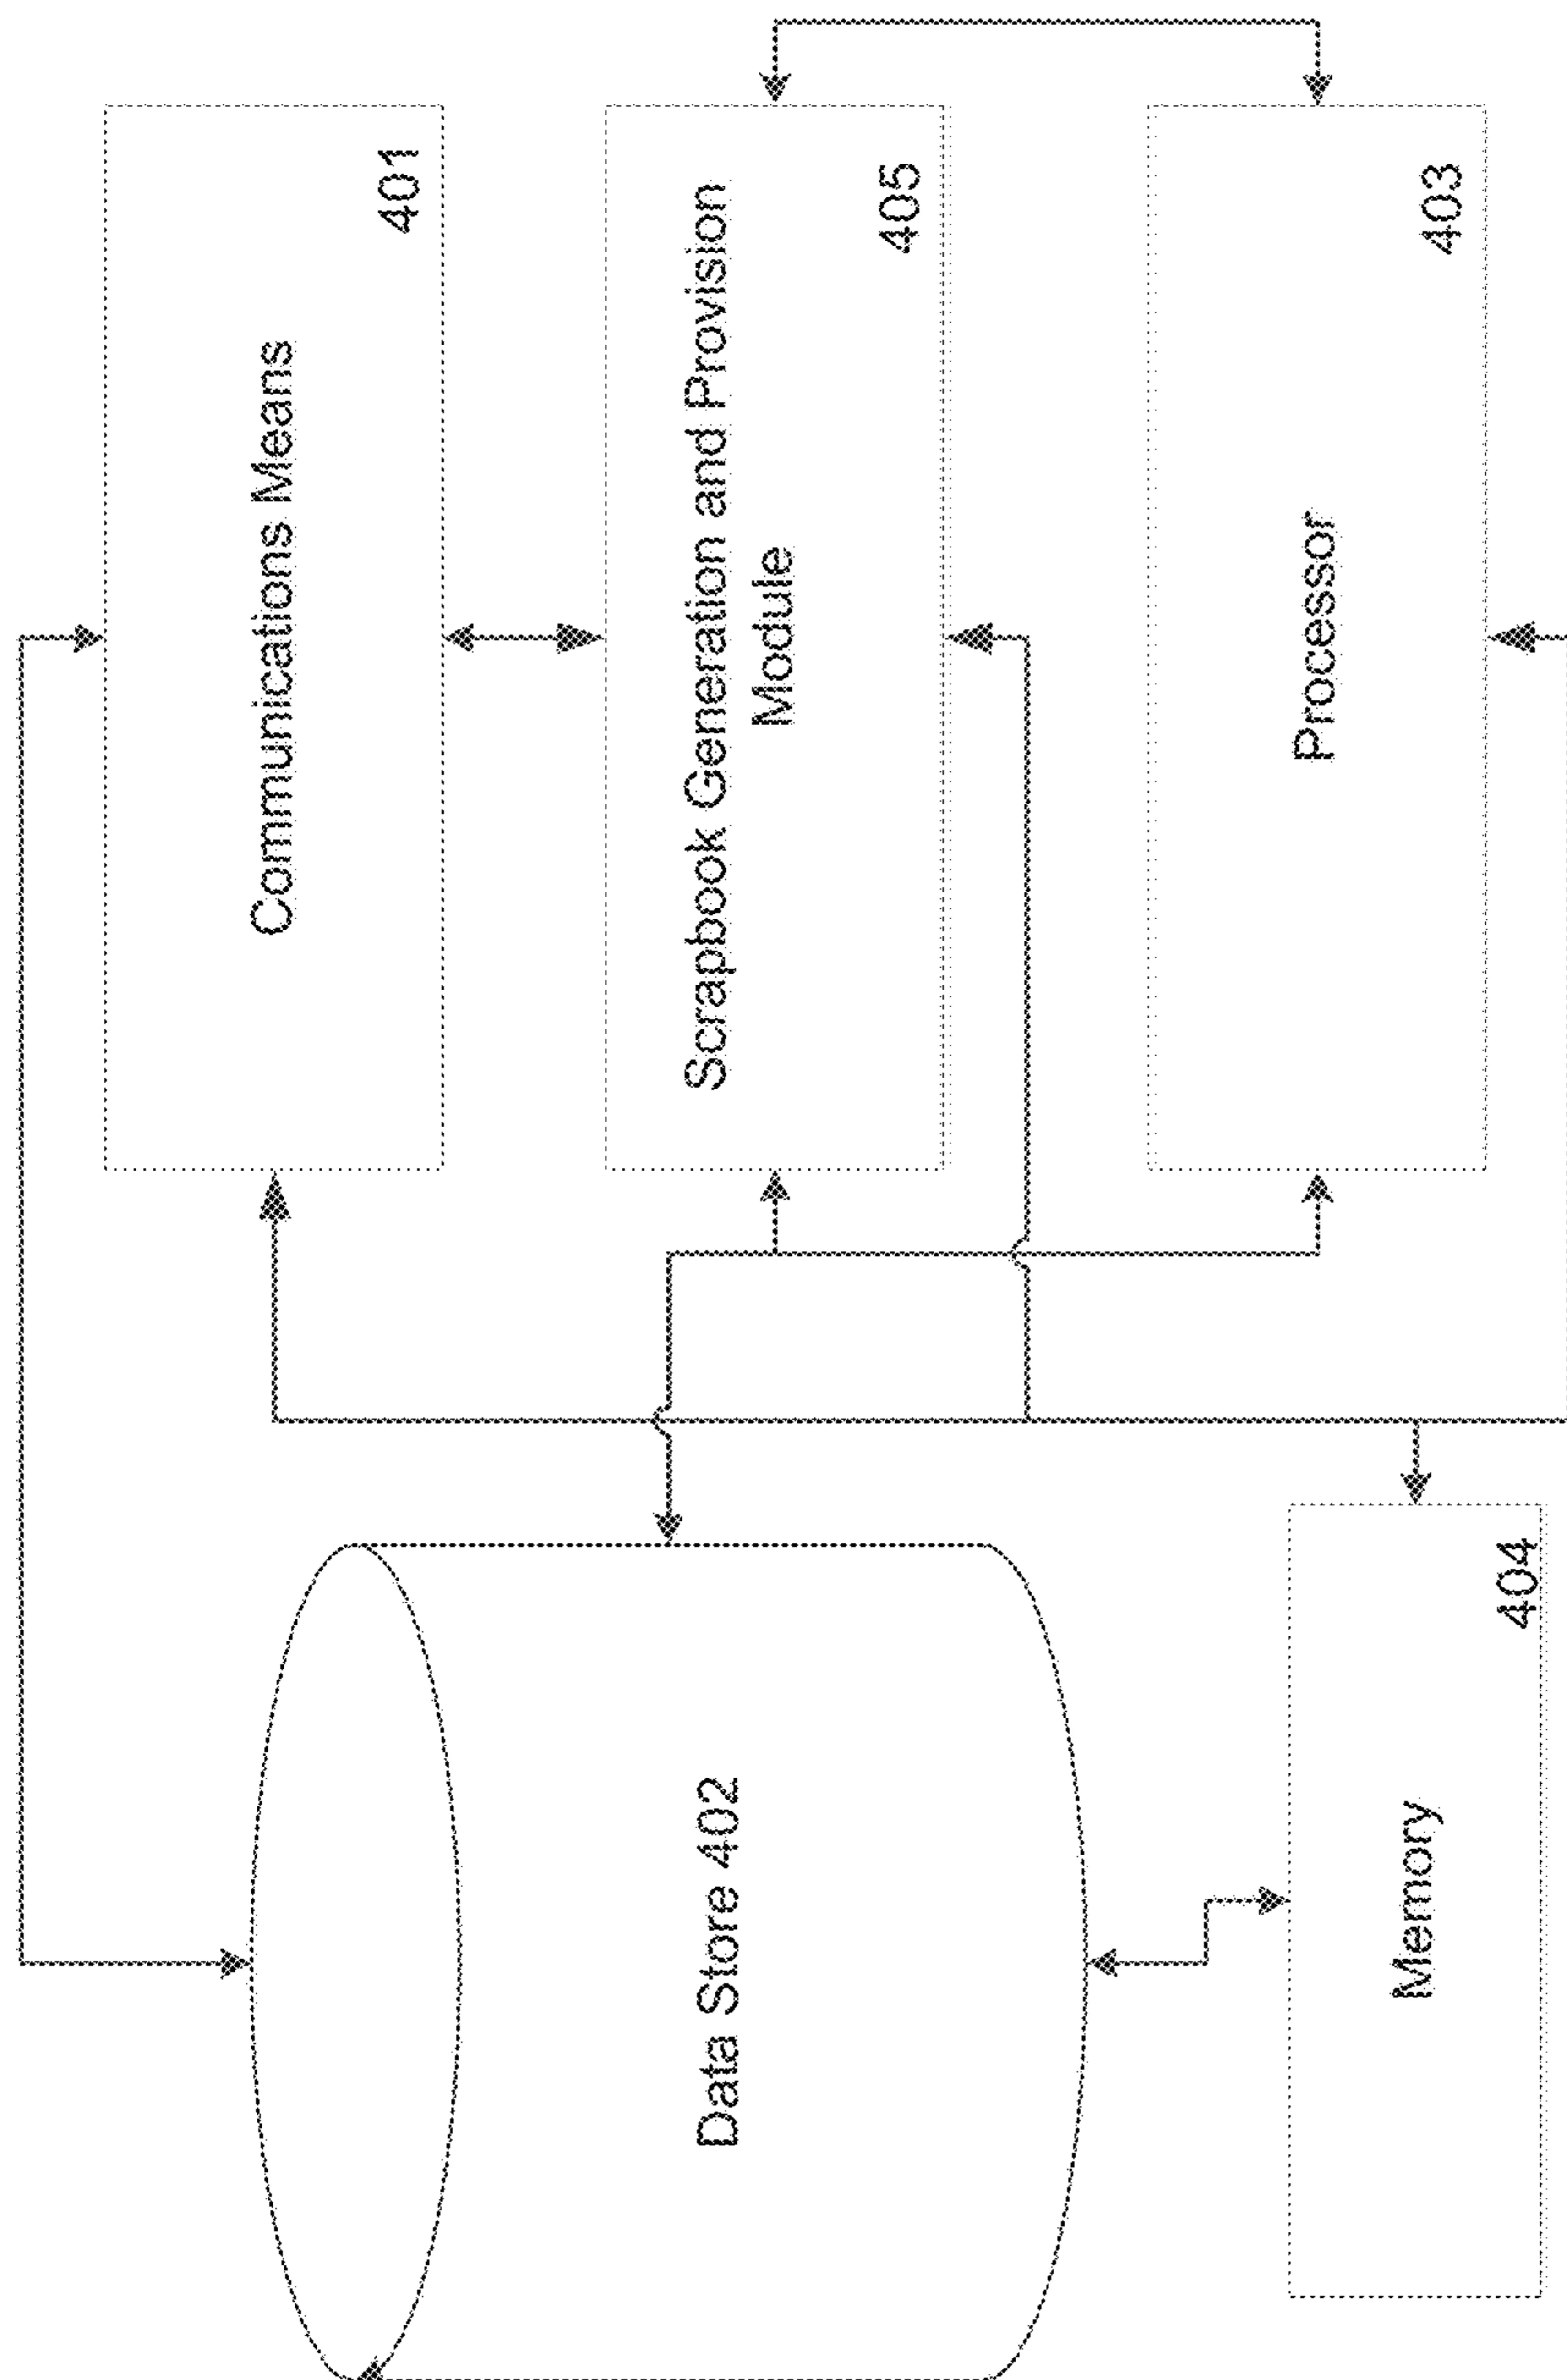 Communications Means
401
Scrapbook Generation and Provision
Module
405
Processor
403
Data Store 402
Memory
404